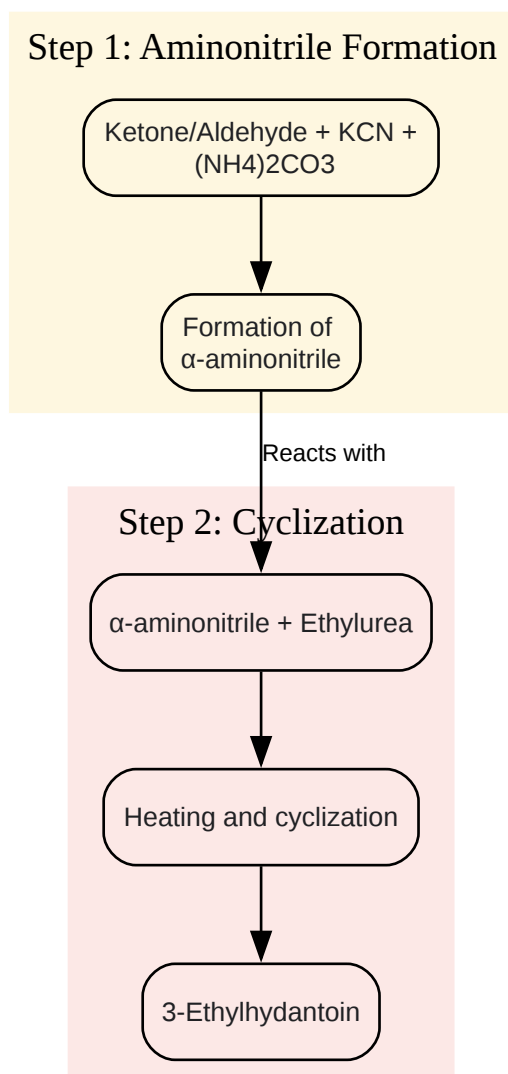 Step 1: Aminonitrile Formation
Ketone/Aldehyde + KCN +
(NH4)2CO3
Formation of
α-aminonitrile
Reacts with
Step 2: Cyclization
α-aminonitrile + Ethylurea
Heating and cyclization
3-Ethylhydantoin